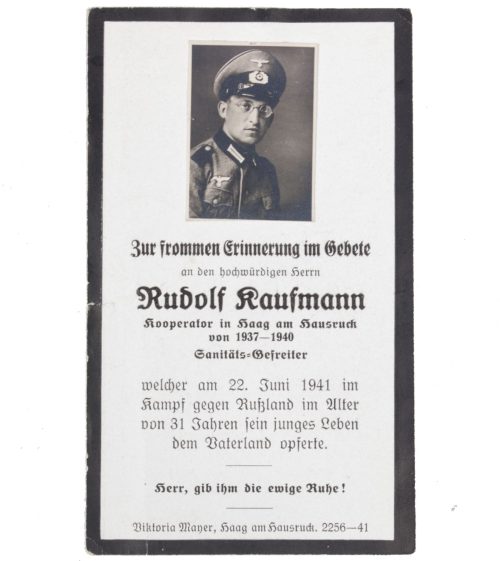 Zur frommen Erinnerung im Gebete
an den hochwürdigen Herrn
Rudolf Kaufmann
Kooperator in Haag am Hausruck
von 1937—1940
Sanitäts-Gefreiter
welcher am 22. Juni 1941 im
Kampf gegen Rußland im Alter
von 31 Jahren sein junges Leben
dem Vaterland opferte.
Herr, gib ihm die ewige Ruhe!
Viktoria Mayer, Haag am Hausruck. 2256—41